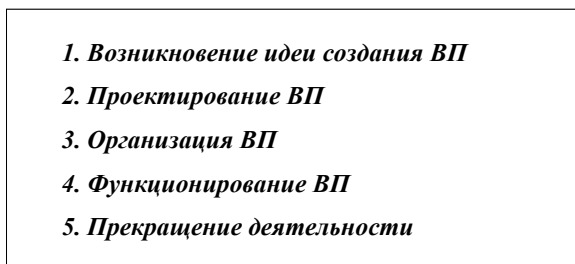 1. Возникновение идеи создания ВП
2. Проектирование ВП
3. Организация ВП
4. Функционирование ВП
5. Прекращение деятельности